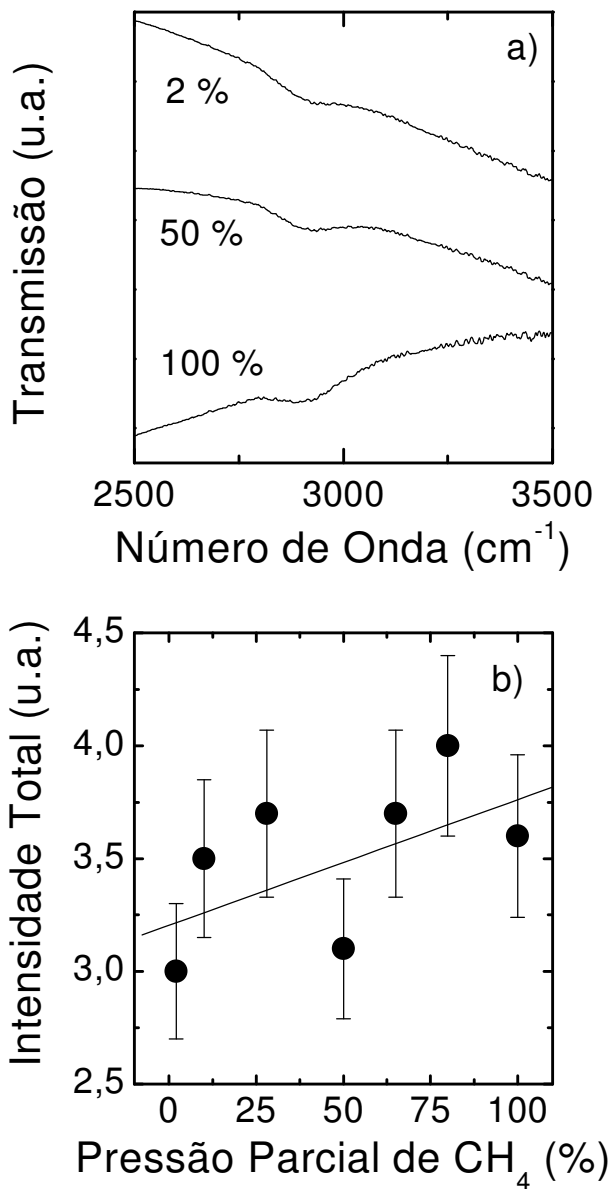 a)
Transmissão (u.a.)
2 %
50 %
100 %
2500 3000 3500
Número de Onda (cm⁻¹)
b)
Intensidade Total (u.a.)
4,5
4,0
3,5
3,0
2,5
0 25 50 75 100
Pressão Parcial de CH₄ (%)